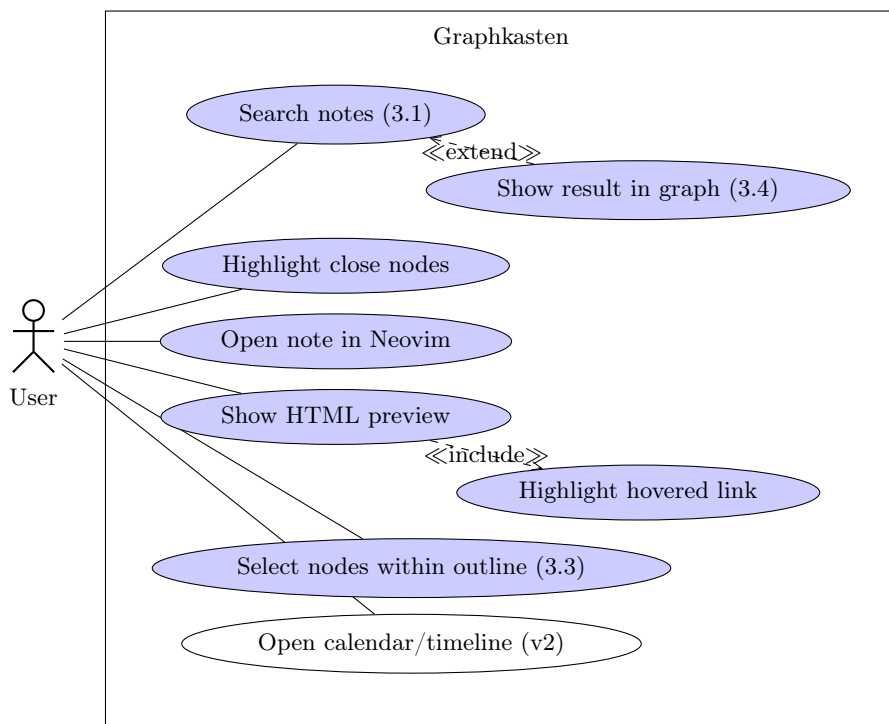 Graphkasten
Search notes (3.1)
≪extend≫
Show result in graph (3.4)
Highlight close nodes
Open note in Neovim
User
Show HTML preview
≪include≫
Highlight hovered link
Select nodes within outline (3.3)
Open calendar/timeline (v2)